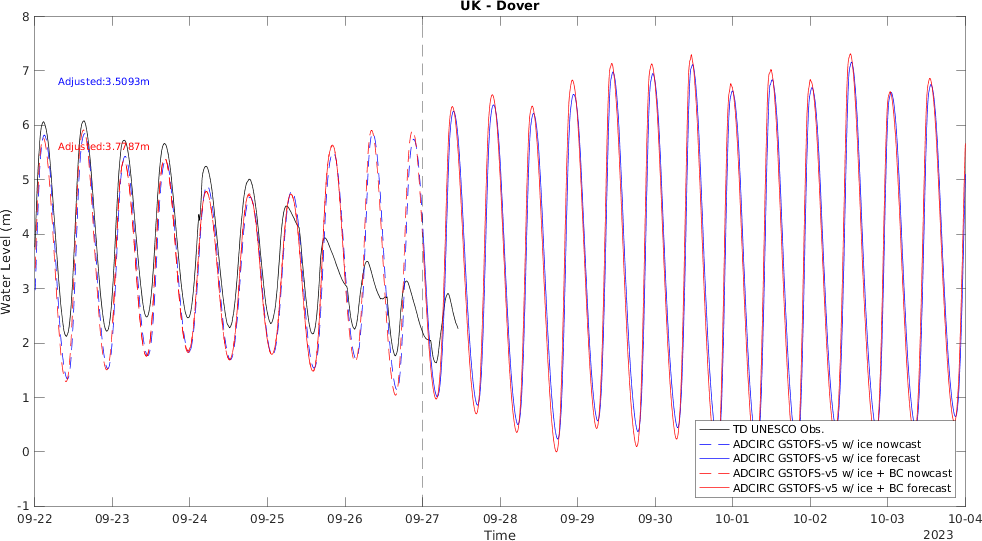 UK - Dover
8
7
6
5
4
3
2
1
0
-1
Water Level (m)
Adjusted:3.5093m
Adjusted:3.7787m
TD UNESCO Obs.
ADCIRC GSTOFS-v5 w/ ice nowcast
ADCIRC GSTOFS-v5 w/ ice forecast
ADCIRC GSTOFS-v5 w/ ice + BC nowcast
ADCIRC GSTOFS-v5 w/ ice + BC forecast
09-22 09-23 09-24 09-25 09-26 09-27 09-28 09-29 09-30 10-01 10-02 10-03 10-04
Time
2023